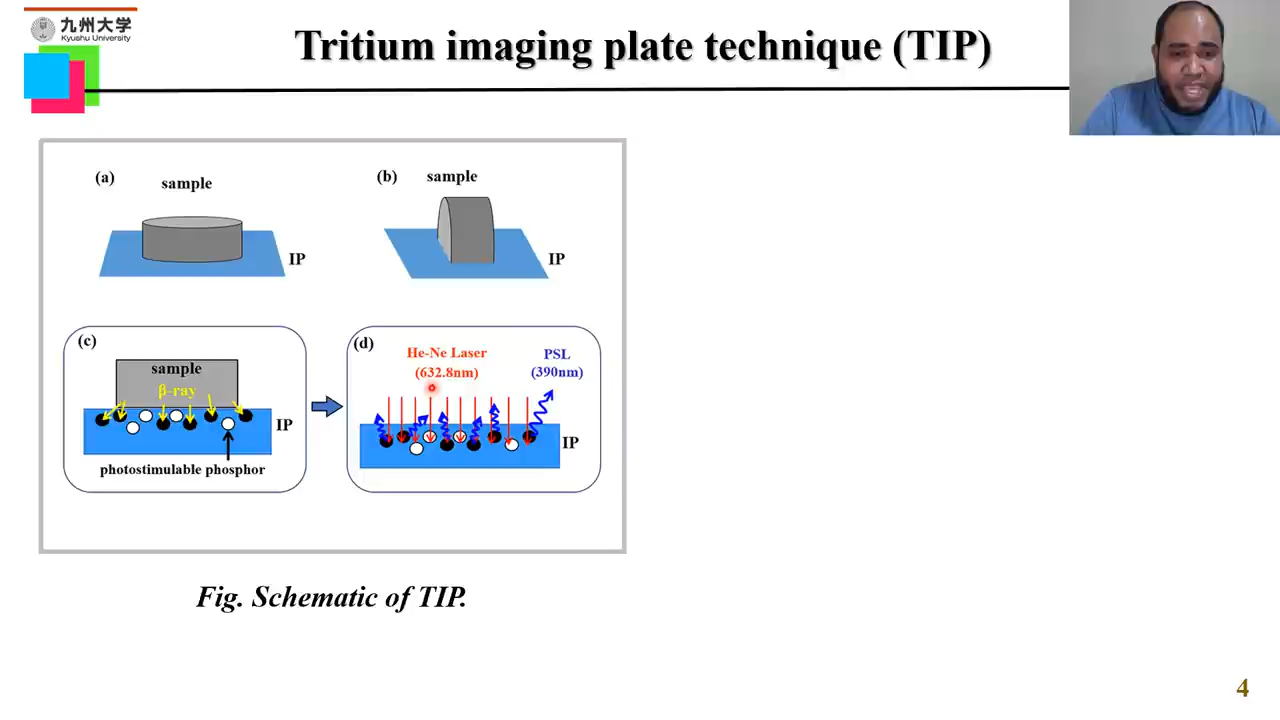 九州大学
Kyushu University
Tritium imaging plate technique (TIP)
(a)
sample
IP
(b)
sample
IP
(c)
sample
β-ray
IP
photostimulable phosphor
(d)
He-Ne Laser
(632.8nm)
PSL
(390nm)
IP
Fig. Schematic of TIP.
4